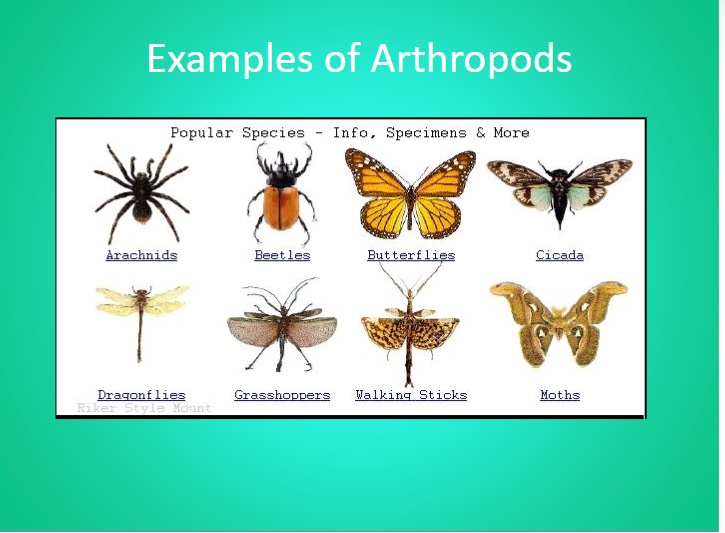 Examples of Arthropods
Popular Species - Info, Specimens & More
Arachnids Beetles Butterflies Cicada
Dragonflies Grasshoppers Walking Sticks Moths
Riker Style Mount